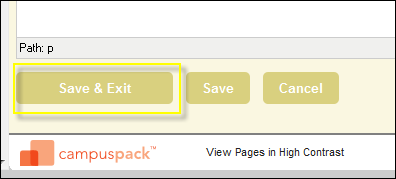 Path: p
Save & Exit Save Cancel
campuspack™ View Pages in High Contrast